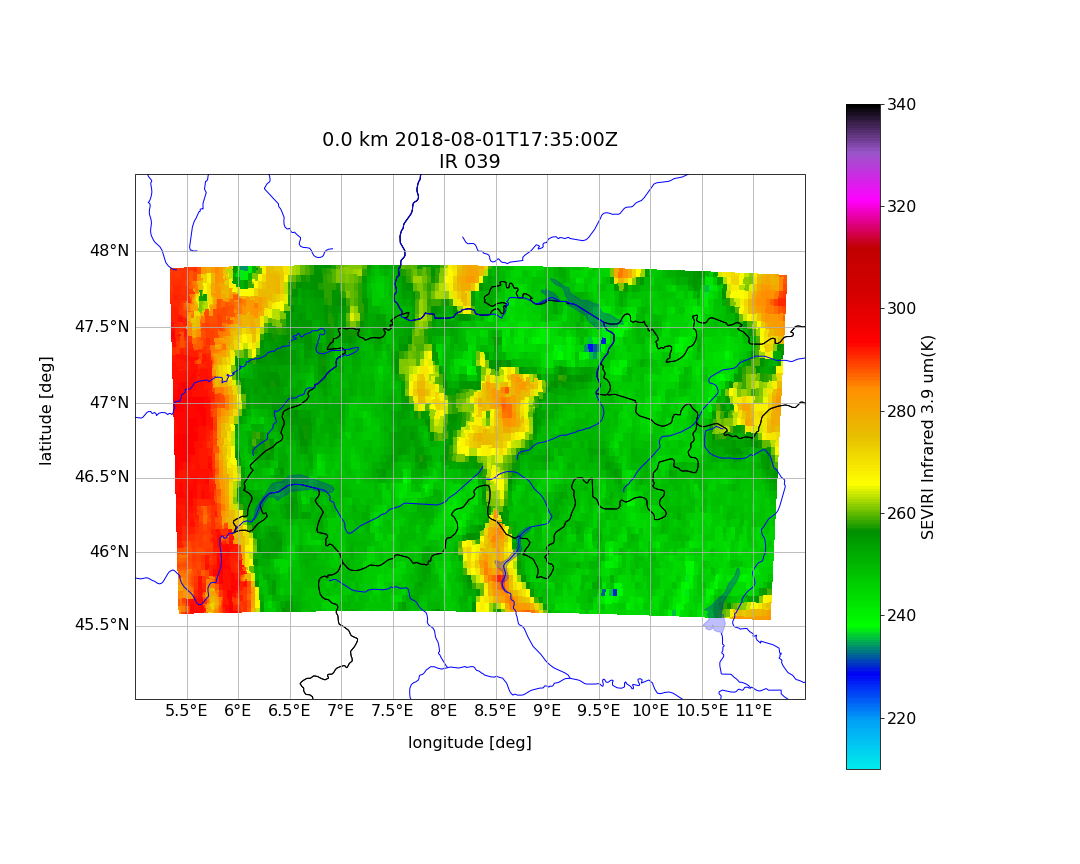 0.0 km 2018-08-01T17:35:00Z
IR 039
48°N
47.5°N
47°N
46.5°N
46°N
45.5°N
latitude [deg]
5.5°E 6°E 6.5°E 7°E 7.5°E 8°E 8.5°E 9°E 9.5°E 10°E 10.5°E 11°E
longitude [deg]
340
320
300
280
260
240
220
SEVIRI Infrared 3.9 um(K)